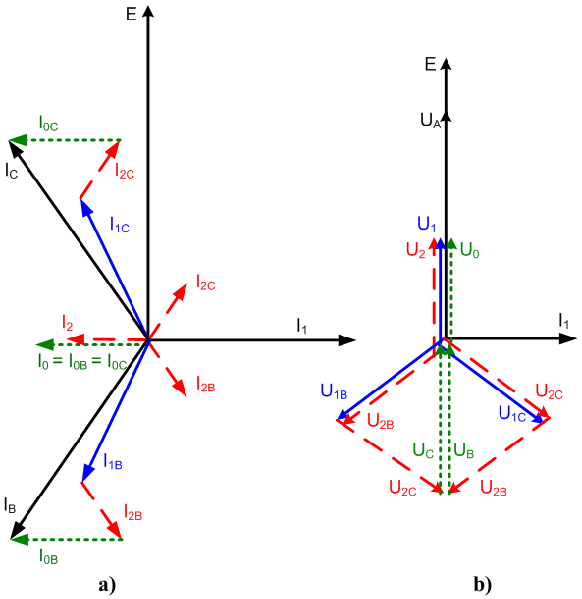 E
I0C
IC
I2C
I1C
I2C
I2
I1
I0 = I0B = I0C
I2B
I1B
IB
I2B
I0B
a)
E
UA
U1
U2
U0
I1
U1B
U2C
U2B
U1C
UC
UB
U2C
U2B
b)